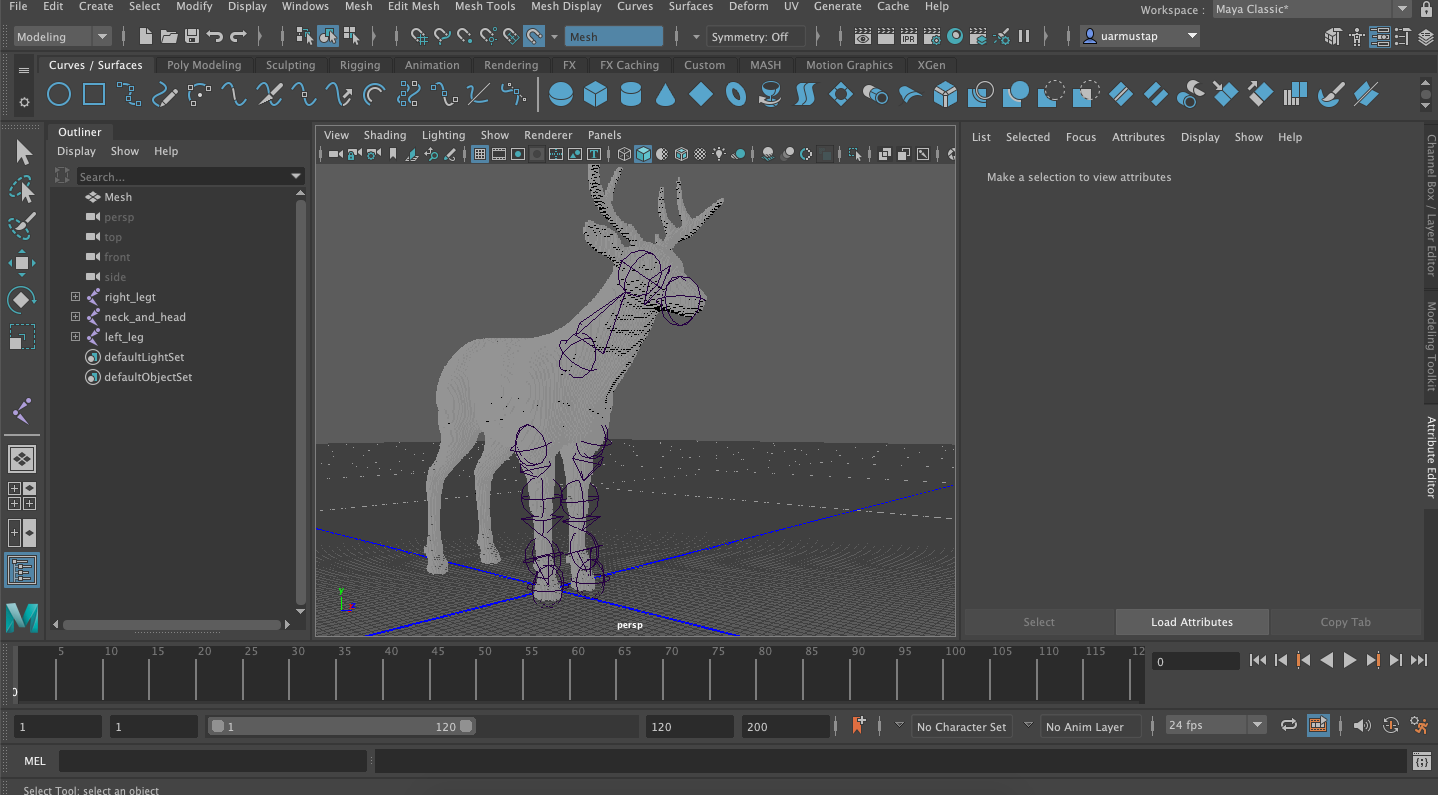 File Edit Create Select Modify Display Windows Mesh Edit Mesh Mesh Tools Mesh Display Curves Surfaces Deform UV Generate Cache Help
Workspace : Maya Classic*
Modeling Mesh Symmetry: Off uarmustap
Curves / Surfaces Poly Modeling Sculpting Rigging Animation Rendering FX FX Caching Custom MASH Motion Graphics XGen
Outliner
Display Show Help
Search...
Mesh
persp
top
front
side
right_legt
neck_and_head
left_leg
defaultLightSet
defaultObjectSet
View Shading Lighting Show Renderer Panels
IPR
y
z
persp
List Selected Focus Attributes Display Show Help
Make a selection to view attributes
Select Load Attributes Copy Tab
Channel Box / Layer Editor
Modeling Toolkit
Attribute Editor
5 10 15 20 25 30 35 40 45 50 55 60 65 70 75 80 85 90 95 100 105 110 115 12
0
0
1 1 1 120 120 200 No Character Set No Anim Layer 24 fps
MEL
Select Tool: select an object